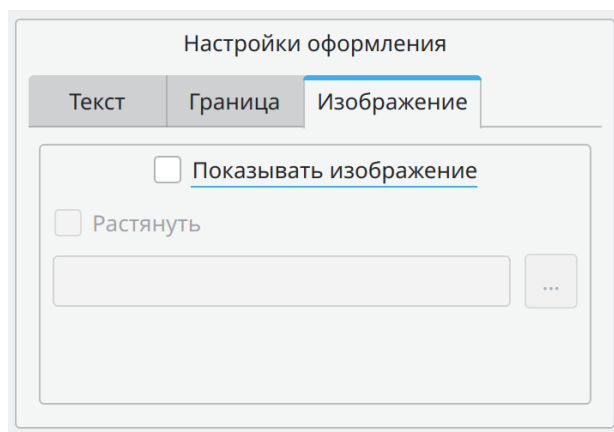 Настройки оформления
Текст Граница Изображение
Показывать изображение
Растянуть
...